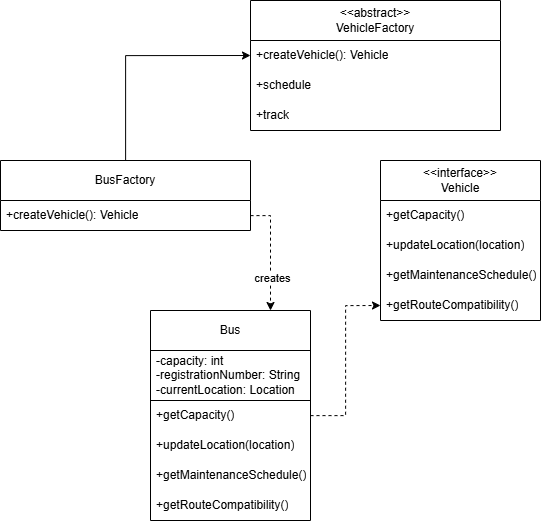 <<abstract>>
VehicleFactory
+createVehicle(): Vehicle
+schedule
+track
BusFactory
+createVehicle(): Vehicle
<<interface>>
Vehicle
+getCapacity()
+updateLocation(location)
+getMaintenanceSchedule()
+getRouteCompatibility()
creates
Bus
-capacity: int
-registrationNumber: String
-currentLocation: Location
+getCapacity()
+updateLocation(location)
+getMaintenanceSchedule()
+getRouteCompatibility()